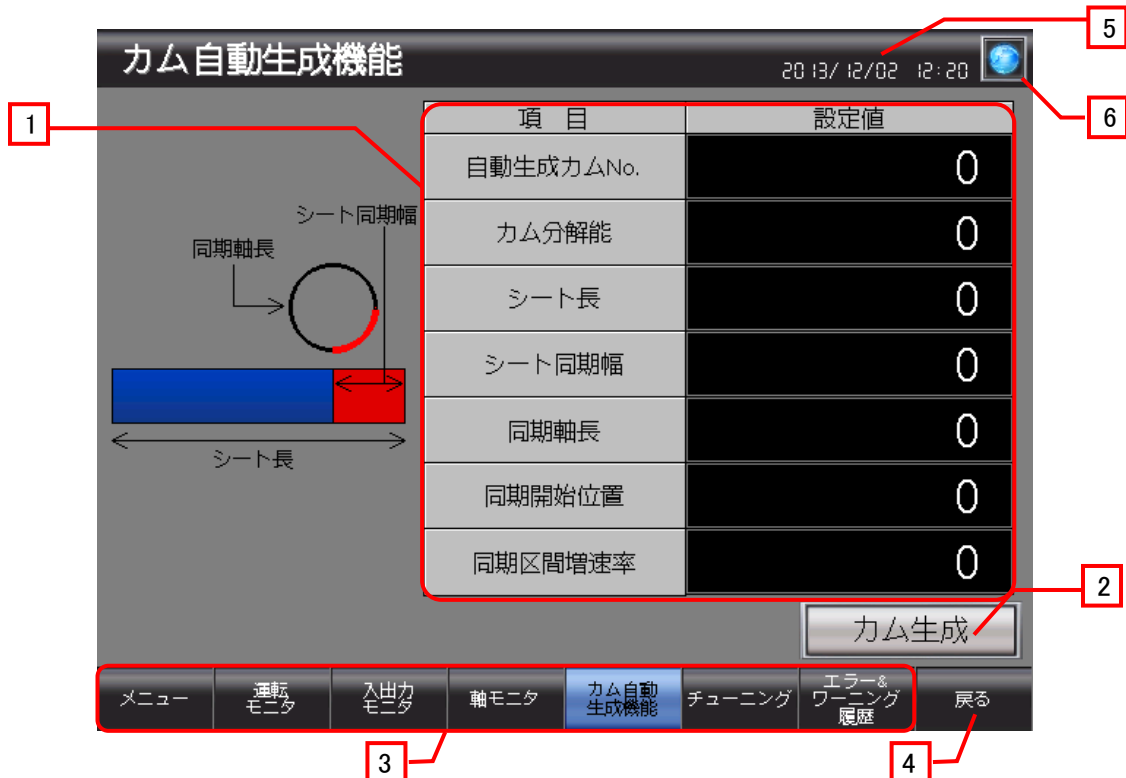 5
カム自動生成機能
2013/12/02 12:20
6
1
項 目
設定値
自動生成カムNo.
0
カム分解能
0
シート長
0
シート同期幅
0
同期軸長
0
同期開始位置
0
同期区間増速率
0
シート同期幅
同期軸長
シート長
2
カム生成
メニュー
運転
モニタ
入出力
モニタ
軸モニタ
カム自動
生成機能
チューニング
エラー&
ワーニング
履歴
戻る
3
4